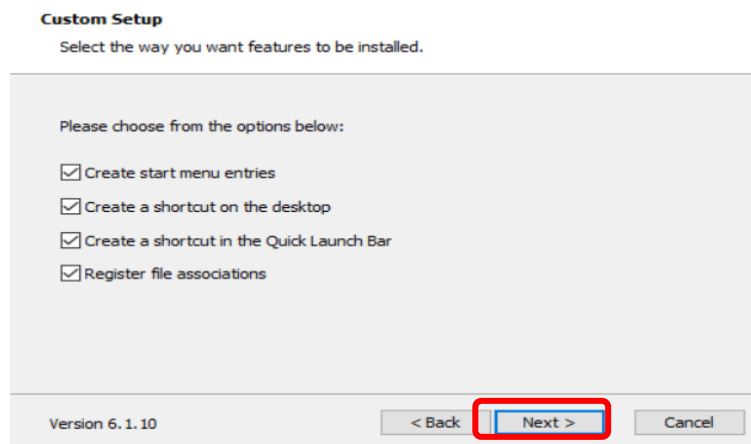 Custom Setup
Select the way you want features to be installed.
Please choose from the options below:
Create start menu entries
Create a shortcut on the desktop
Create a shortcut in the Quick Launch Bar
Register file associations
Version 6.1.10 < Back Next > Cancel